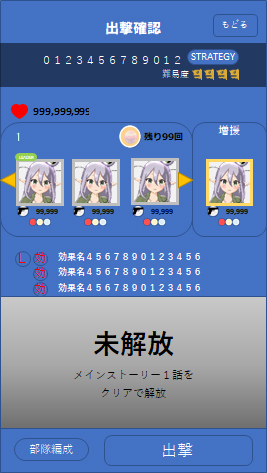 出撃確認
もどる
0123456789012
STRATEGY
難易度
999,999,999
1
残り99回
増援
LEADER
99,999
99,999
99,999
99,999
L 効 効果名4567890123456
効 効果名4567890123456
効 効果名4567890123456
未解放
メインストーリー1話を
クリアで解放
部隊編成
出撃